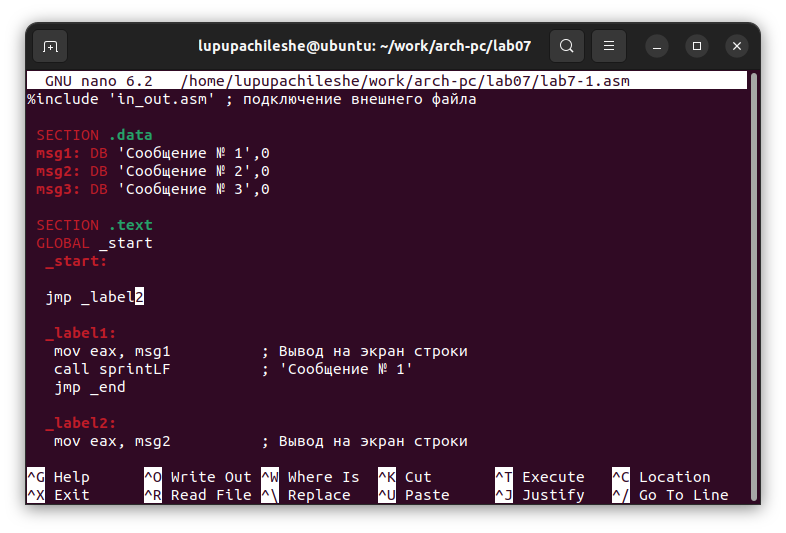 lupupachileshe@ubuntu: ~/work/arch-pc/lab07
GNU nano 6.2 /home/lupupachileshe/work/arch-pc/lab07/lab7-1.asm
%include 'in_out.asm' ; подключение внешнего файла
SECTION .data
msg1: DB 'Сообщение № 1',0
msg2: DB 'Сообщение № 2',0
msg3: DB 'Сообщение № 3',0
SECTION .text
GLOBAL _start
_start:
jmp _label2
_label1:
mov eax, msg1 ; Вывод на экран строки
call sprintLF ; 'Сообщение № 1'
jmp _end
_label2:
mov eax, msg2 ; Вывод на экран строки
^G Help ^O Write Out ^W Where Is ^K Cut ^T Execute ^C Location
^X Exit ^R Read File ^\ Replace ^U Paste ^J Justify ^/ Go To Line